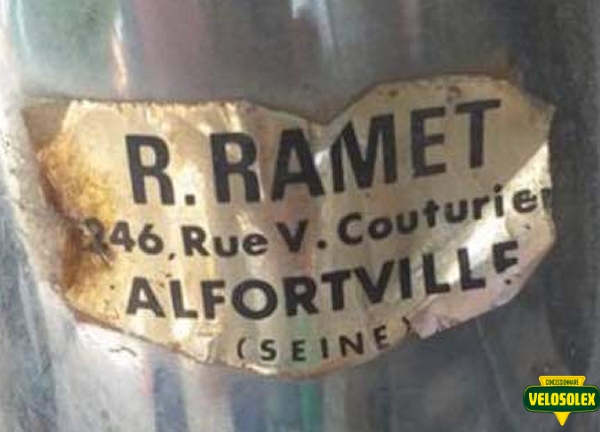 R. RAMET
246, Rue V. Couturier
ALFORTVILLE
(SEINE)
CONCESSIONNAIRE
VELOSOLEX